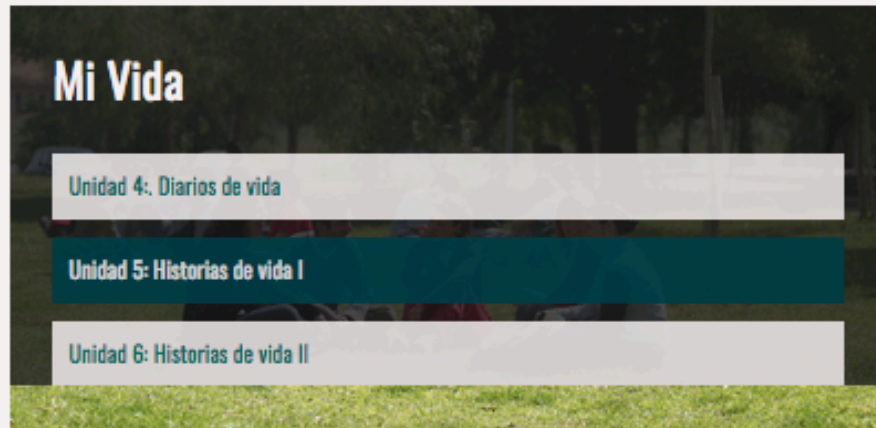 Mi Vida
Unidad 4:. Diarios de vida
Unidad 5: Historias de vida I
Unidad 6: Historias de vida II